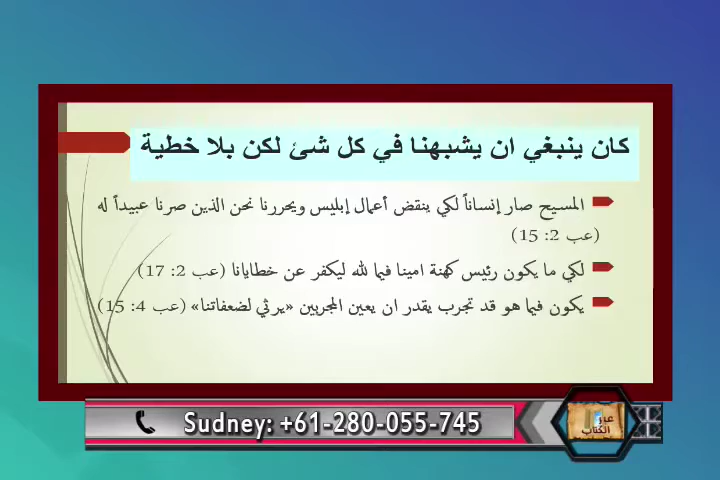 كان ينبغي ان يشبهنا في كل شئ لكن بلا خطية
المسيح صار إنساناً لكي ينقض أعمال إبليس ويحررنا نحن الذين صرنا عبيداً له
(عب 2: 15)
لكي ما يكون رئيس كهنة امينا فيما لله ليكفر عن خطايانا (عب 2: 17)
يكون فيما هو قد تجرب يقدر ان يعين المجربين «يرثي لضعفاتنا» (عب 4: 15)
Sudney: +61-280-055-745
عبر
الكتاب